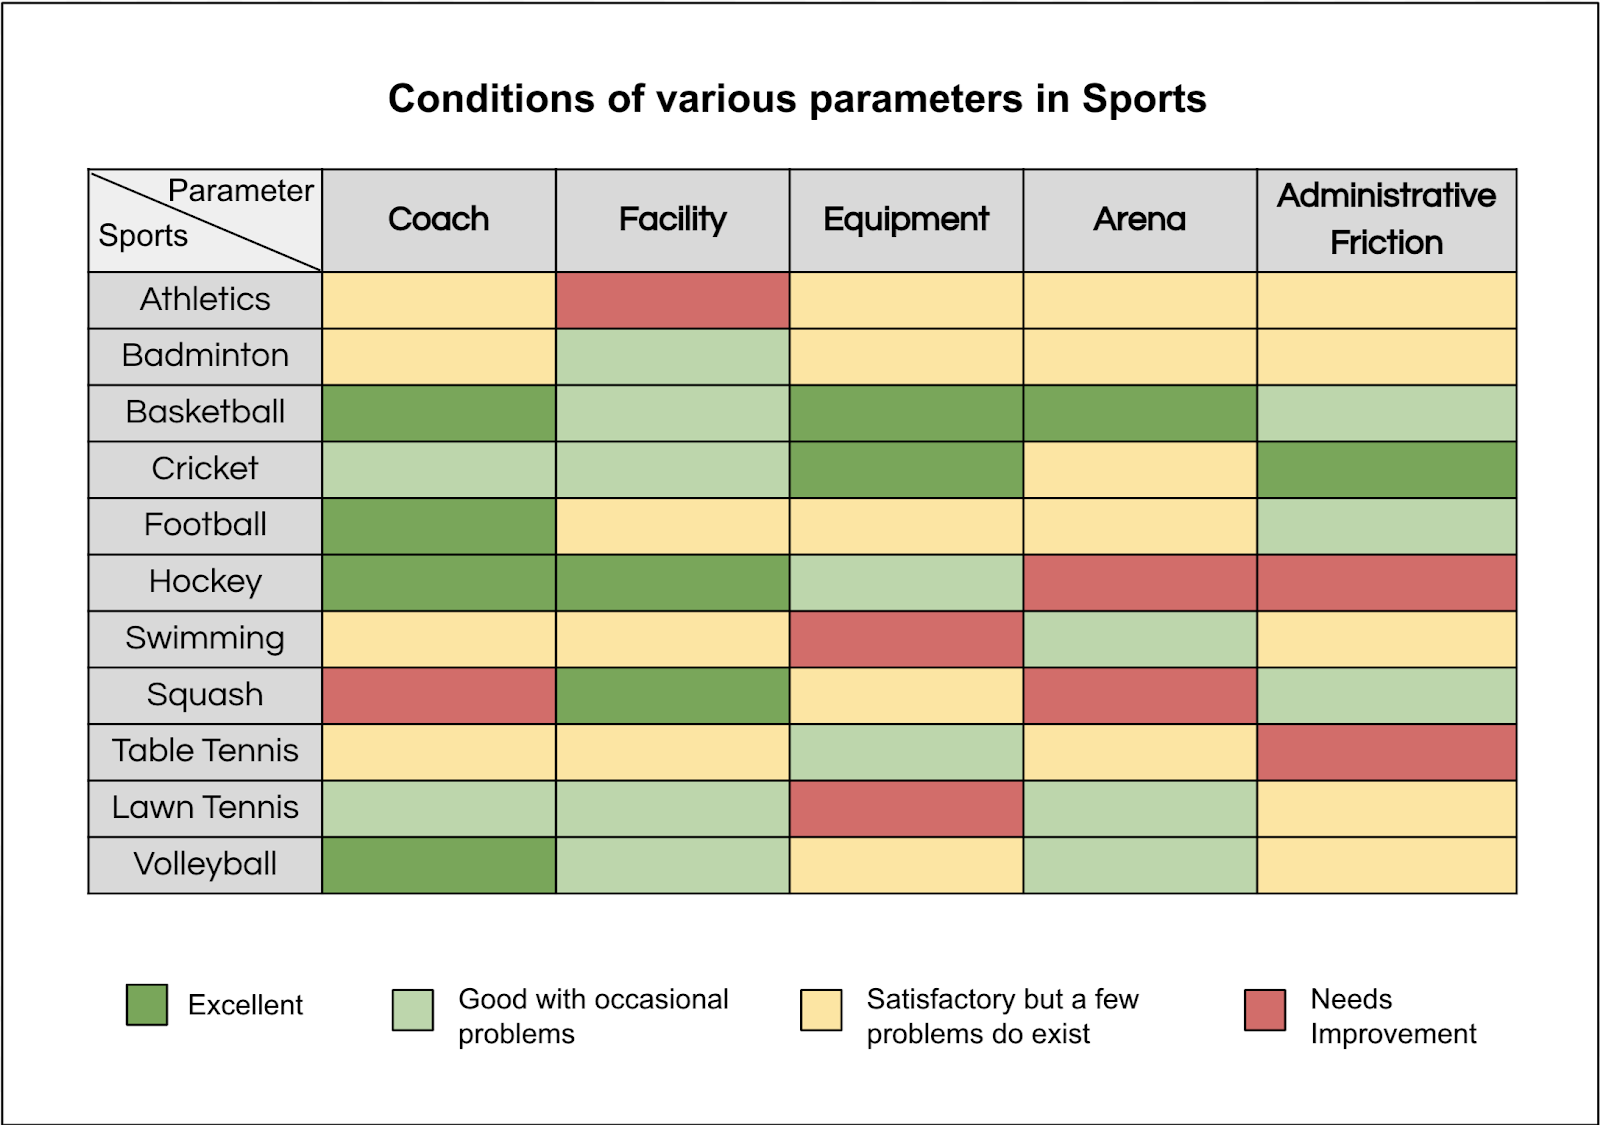 Conditions of various parameters in Sports
Parameter
Sports
Coach
Facility
Equipment
Arena
Administrative
Friction
Athletics
Badminton
Basketball
Cricket
Football
Hockey
Swimming
Squash
Table Tennis
Lawn Tennis
Volleyball
Excellent
Good with occasional
problems
Satisfactory but a few
problems do exist
Needs
Improvement